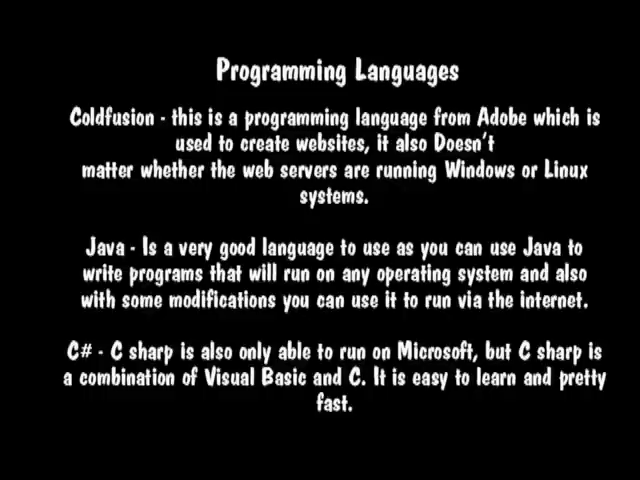 Programming Languages
Coldfusion - this is a programming language from Adobe which is
used to create websites, it also Doesn't
matter whether the web servers are running Windows or Linux
systems.
Java - Is a very good language to use as you can use Java to
write programs that will run on any operating system and also
with some modifications you can use it to run via the internet.
C# - C sharp is also only able to run on Microsoft, but C sharp is
a combination of Visual Basic and C. It is easy to learn and pretty
fast.